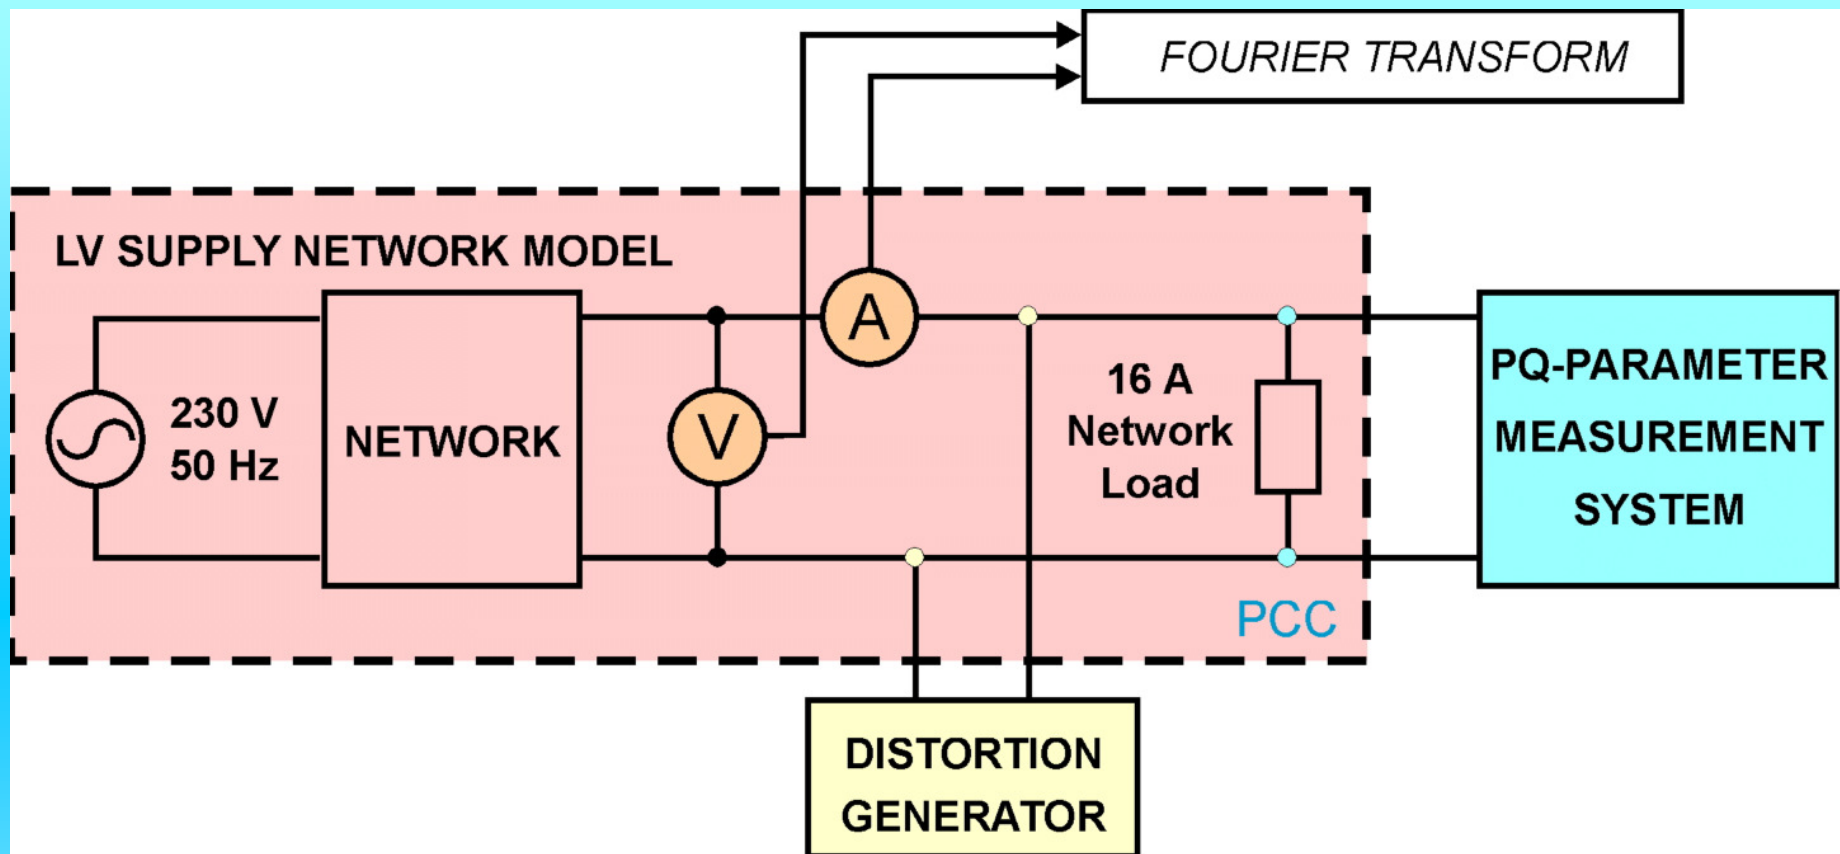 FOURIER TRANSFORM
LV SUPPLY NETWORK MODEL
230 V
50 Hz
NETWORK
V
A
16 A
Network
Load
PCC
PQ-PARAMETER
MEASUREMENT
SYSTEM
DISTORTION
GENERATOR